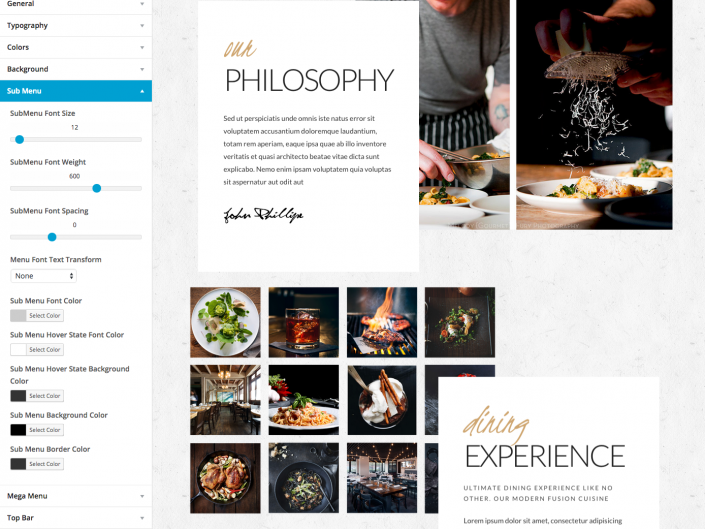 General
Typography
Colors
Background
Sub Menu
SubMenu Font Size
12
SubMenu Font Weight
600
SubMenu Font Spacing
0
Menu Font Text Transform
None
Sub Menu Font Color
Select Color
Sub Menu Hover State Font Color
Select Color
Sub Menu Hover State Background
Color
Select Color
Sub Menu Background Color
Select Color
Sub Menu Border Color
Select Color
Mega Menu
Top Bar
our
PHILOSOPHY
Sed ut perspiciatis unde omnis iste natus error sit
voluptatem accusantium doloremque laudantium,
totam rem aperiam, eaque ipsa quae ab illo inventore
veritatis et quasi architecto beatae vitae dicta sunt
explicabo. Nemo enim ipsam voluptatem quia voluptas
sit aspernatur aut odit aut
John Phillips
dining
EXPERIENCE
ULTIMATE DINING EXPERIENCE LIKE NO
OTHER. OUR MODERN FUSION CUISINE
Lorem ipsum dolor sit amet, consectetur adipiscing